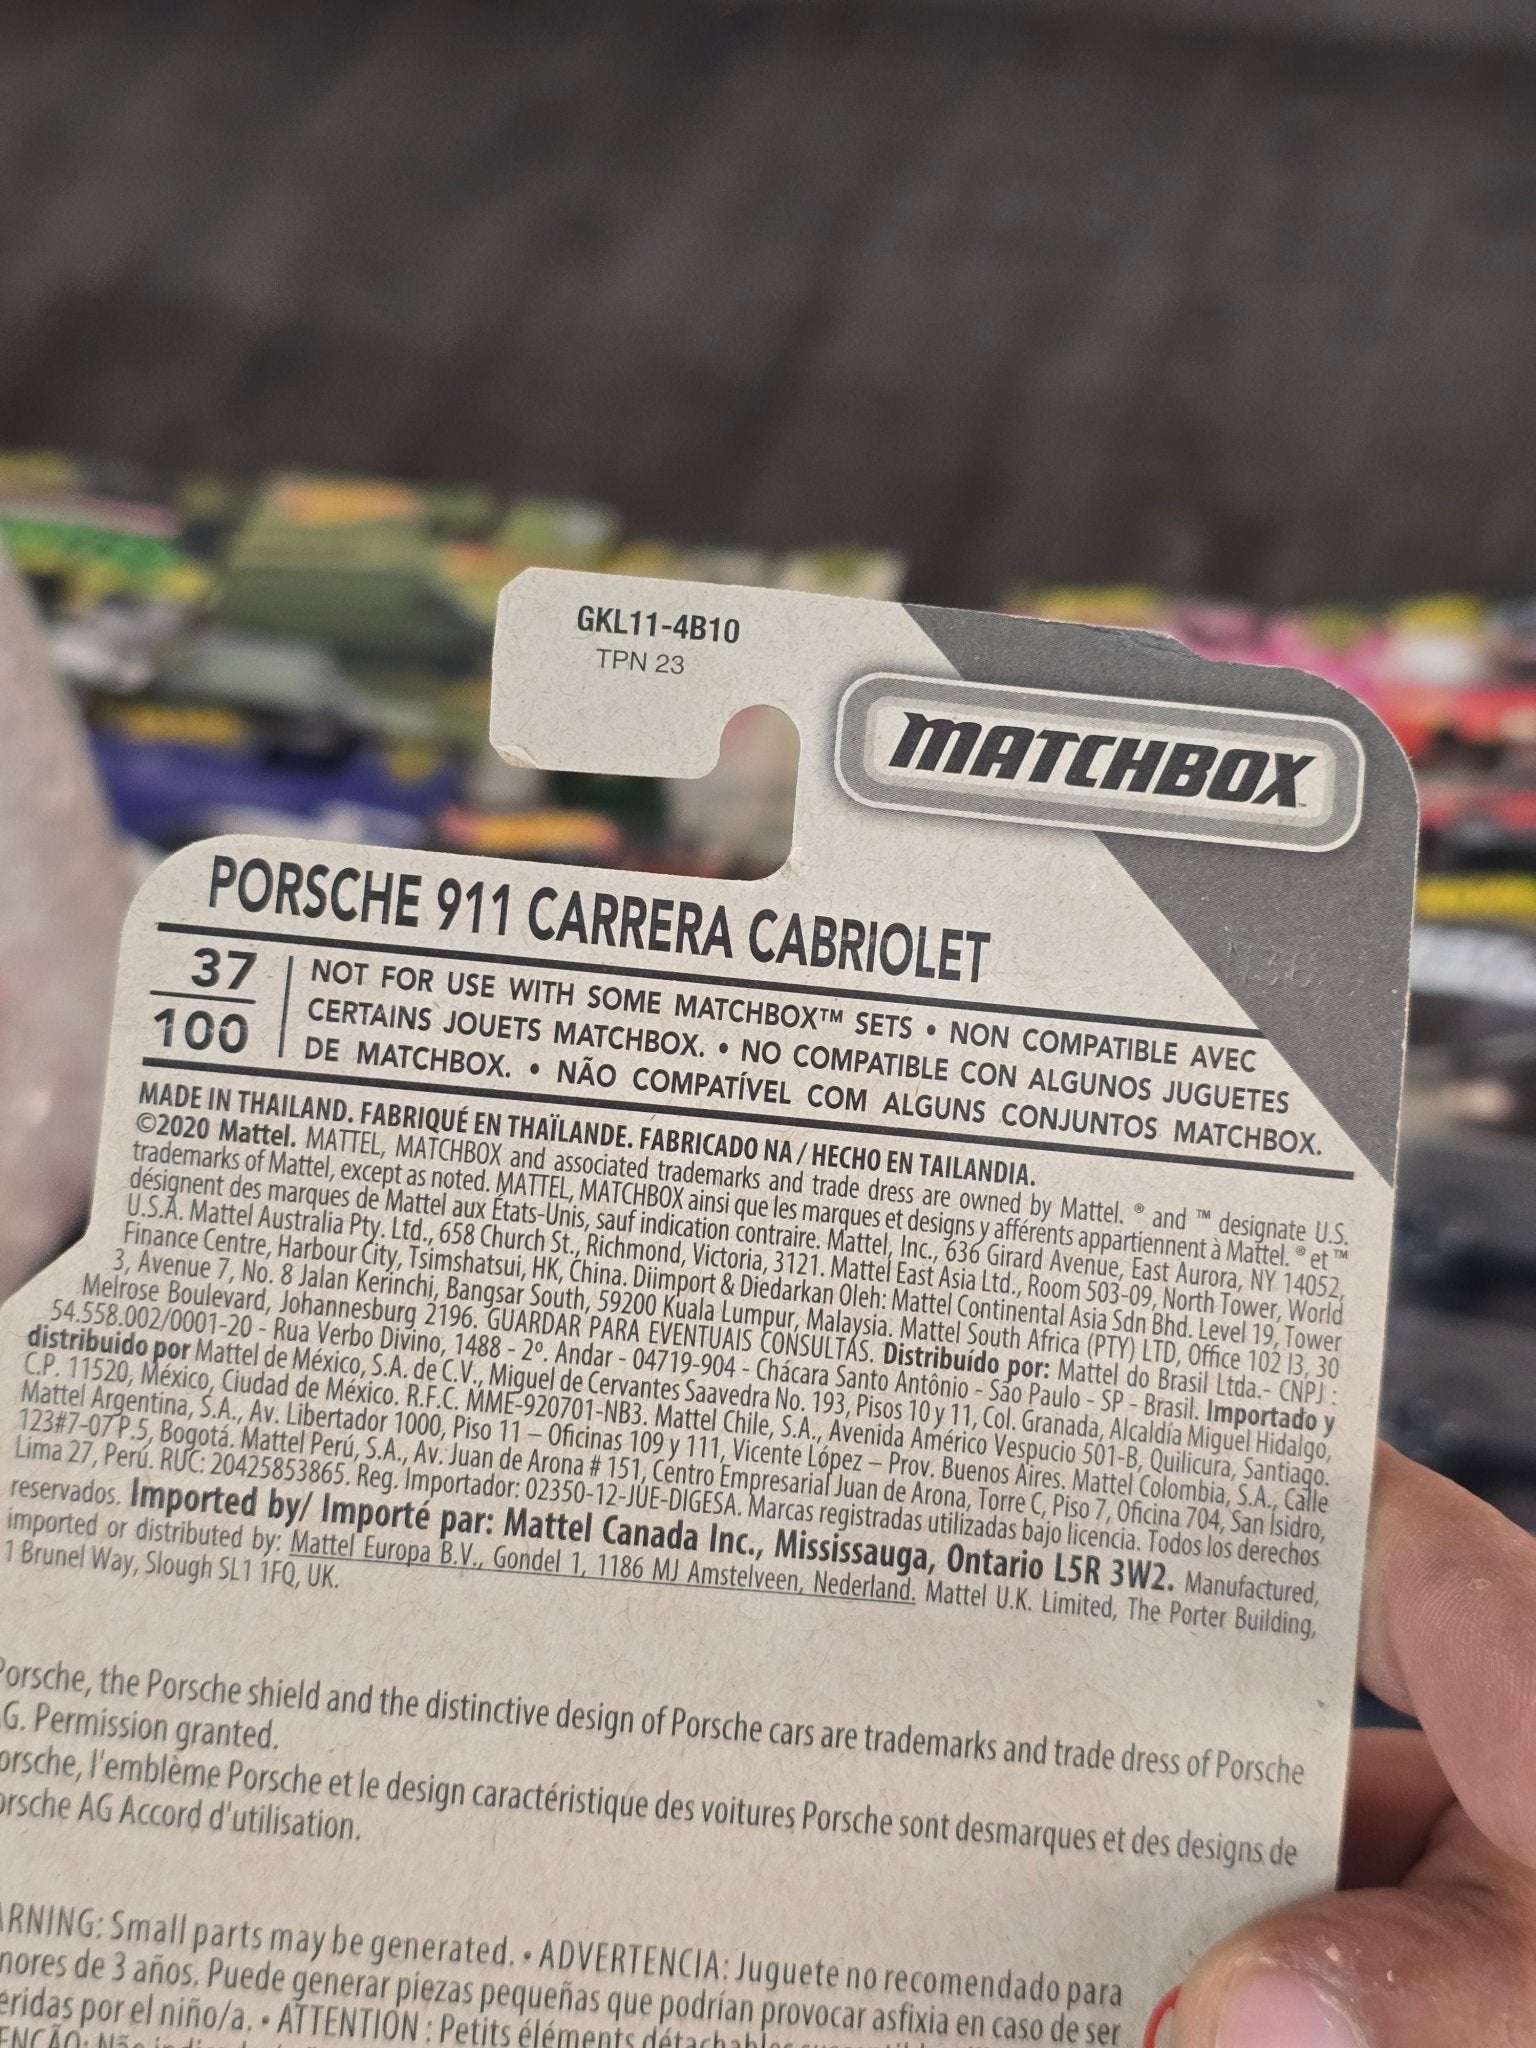 GKL11-4B10
TPN 23
MATCHBOX™
PORSCHE 911 CARRERA CABRIOLET
37
100
NOT FOR USE WITH SOME MATCHBOX™ SETS • NON COMPATIBLE AVEC
CERTAINS JOUETS MATCHBOX. • NO COMPATIBLE CON ALGUNOS JUGUETES
DE MATCHBOX. • NÃO COMPATÍVEL COM ALGUNS CONJUNTOS MATCHBOX.
MADE IN THAILAND. FABRIQUÉ EN THAÏLANDE. FABRICADO NA / HECHO EN TAILANDIA.
©2020 Mattel. MATTEL, MATCHBOX and associated trademarks and trade dress are owned by Mattel. ® and ™ designate U.S.
trademarks of Mattel, except as noted. MATTEL, MATCHBOX ainsi que les marques et designs y afférents appartiennent à Mattel. ® et ™
désignent des marques de Mattel aux États-Unis, sauf indication contraire. Mattel, Inc., 636 Girard Avenue, East Aurora, NY 14052,
U.S.A. Mattel Australia Pty. Ltd., 658 Church St., Richmond, Victoria, 3121. Mattel East Asia Ltd., Room 503-09, North Tower, World
Finance Centre, Harbour City, Tsimshatsui, HK, China. Diimport & Diedarkan Oleh: Mattel Continental Asia Sdn Bhd. Level 19, Tower
3, Avenue 7, No. 8 Jalan Kerinchi, Bangsar South, 59200 Kuala Lumpur, Malaysia. Mattel South Africa (PTY) LTD, Office 102 I3, 30
Melrose Boulevard, Johannesburg 2196. GUARDAR PARA EVENTUAIS CONSULTAS. Distribuído por: Mattel do Brasil Ltda.- CNPJ :
54.558.002/0001-20 - Rua Verbo Divino, 1488 - 2º. Andar - 04719-904 - Chácara Santo Antônio - São Paulo - SP - Brasil. Importado y
distribuido por Mattel de México, S.A. de C.V., Miguel de Cervantes Saavedra No. 193, Pisos 10 y 11, Col. Granada, Alcaldía Miguel Hidalgo,
C.P. 11520, México, Ciudad de México. R.F.C. MME-920701-NB3. Mattel Chile, S.A., Avenida Américo Vespucio 501-B, Quilicura, Santiago.
Mattel Argentina, S.A., Av. Libertador 1000, Piso 11 – Oficinas 109 y 111, Vicente López – Prov. Buenos Aires. Mattel Colombia, S.A., Calle
123#7-07 P.5, Bogotá. Mattel Perú, S.A., Av. Juan de Arona # 151, Centro Empresarial Juan de Arona, Torre C, Piso 7, Oficina 704, San Isidro,
Lima 27, Perú. RUC: 20425853865. Reg. Importador: 02350-12-JUE-DIGESA. Marcas registradas utilizadas bajo licencia. Todos los derechos
reservados. Imported by/ Importé par: Mattel Canada Inc., Mississauga, Ontario L5R 3W2. Manufactured,
imported or distributed by: Mattel Europa B.V., Gondel 1, 1186 MJ Amstelveen, Nederland. Mattel U.K. Limited, The Porter Building,
1 Brunel Way, Slough SL1 1FQ, UK.
Porsche, the Porsche shield and the distinctive design of Porsche cars are trademarks and trade dress of Porsche
G. Permission granted.
orsche, l'emblème Porsche et le design caractéristique des voitures Porsche sont desmarques et des designs de
orsche AG Accord d'utilisation.
ARNING: Small parts may be generated. • ADVERTENCIA: Juguete no recomendado para
nores de 3 años. Puede generar piezas pequeñas que podrían provocar asfixia en caso de ser
eridas por el niño/a. • ATTENTION : Petits éléments